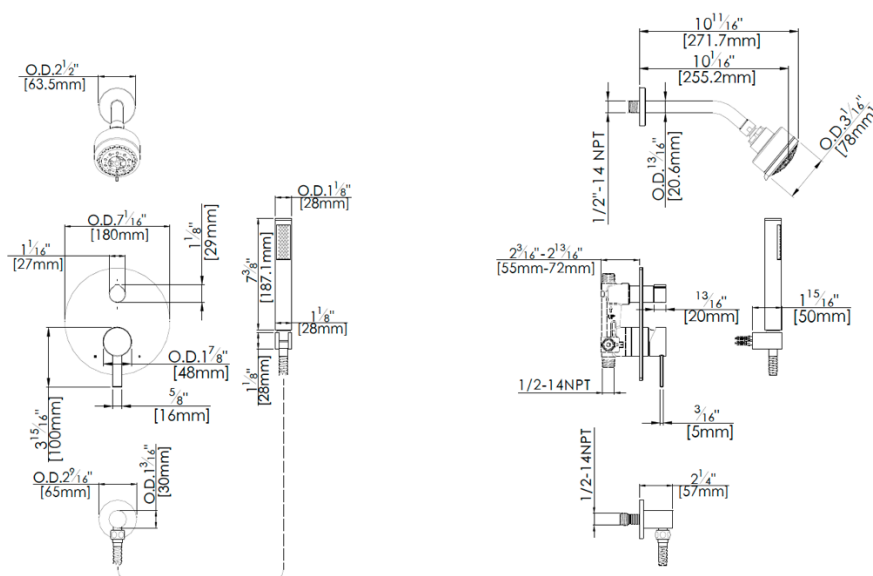 O.D.2 1/2"
[63.5mm]
O.D.7 1/16"
[180mm]
1 1/8"
[29mm]
1 1/16"
[27mm]
O.D.1 7/8"
[48mm]
5/8"
[16mm]
3 15/16"
[100mm]
O.D.2 9/16"
[65mm]
O.D.1 3/16"
[30mm]
O.D.1 1/8"
[28mm]
7 3/8"
[187.1mm]
1 1/8"
[28mm]
1 1/8"
[28mm]
10 11/16"
[271.7mm]
10 1/16"
[255.2mm]
1/2"-14 NPT
O.D. 13/16"
[20.6mm]
O.D.3 1/16"
[78mm]
2 3/16"-2 13/16"
[55mm-72mm]
13/16"
[20mm]
1 15/16"
[50mm]
UP
1/2-14NPT
3/16"
[5mm]
1/2-14NPT
2 1/4"
[57mm]